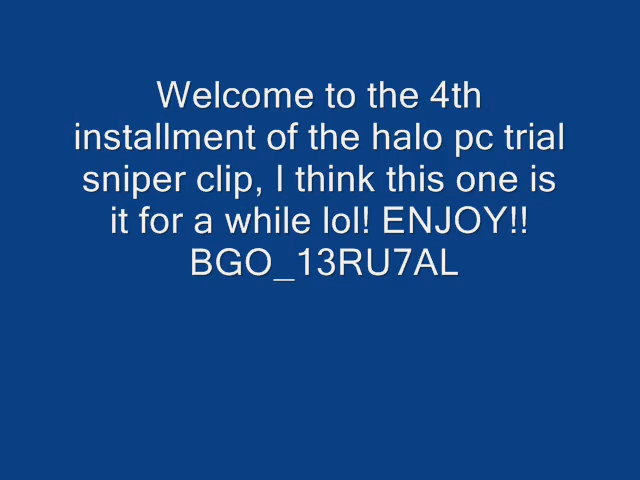 Welcome to the 4th
installment of the halo pc trial
sniper clip, I think this one is
it for a while lol! ENJOY!!
BGO_13RU7AL